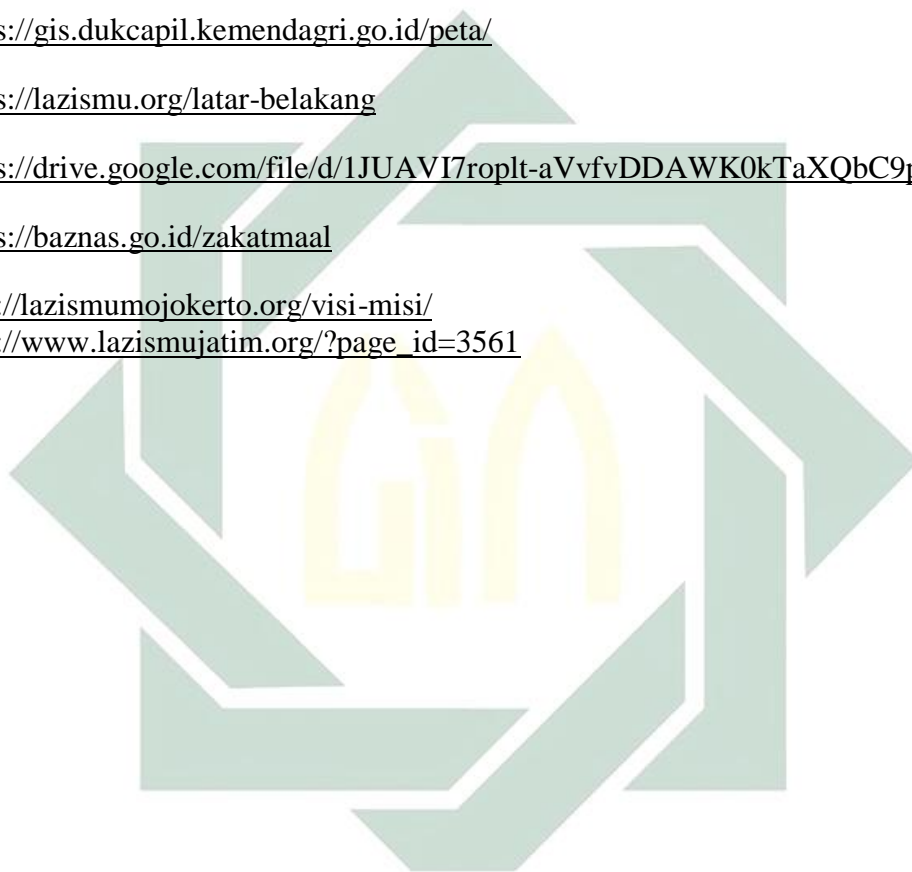 s://gis.dukcapil.kemendagri.go.id/peta/
s://lazismu.org/latar-belakang
s://drive.google.com/file/d/1JUAVI7roplt-aVvfvDDAWK0kTaXQbC9p
s://baznas.go.id/zakatmaal
://lazismumojokerto.org/visi-misi/
://www.lazismujatim.org/?page_id=3561